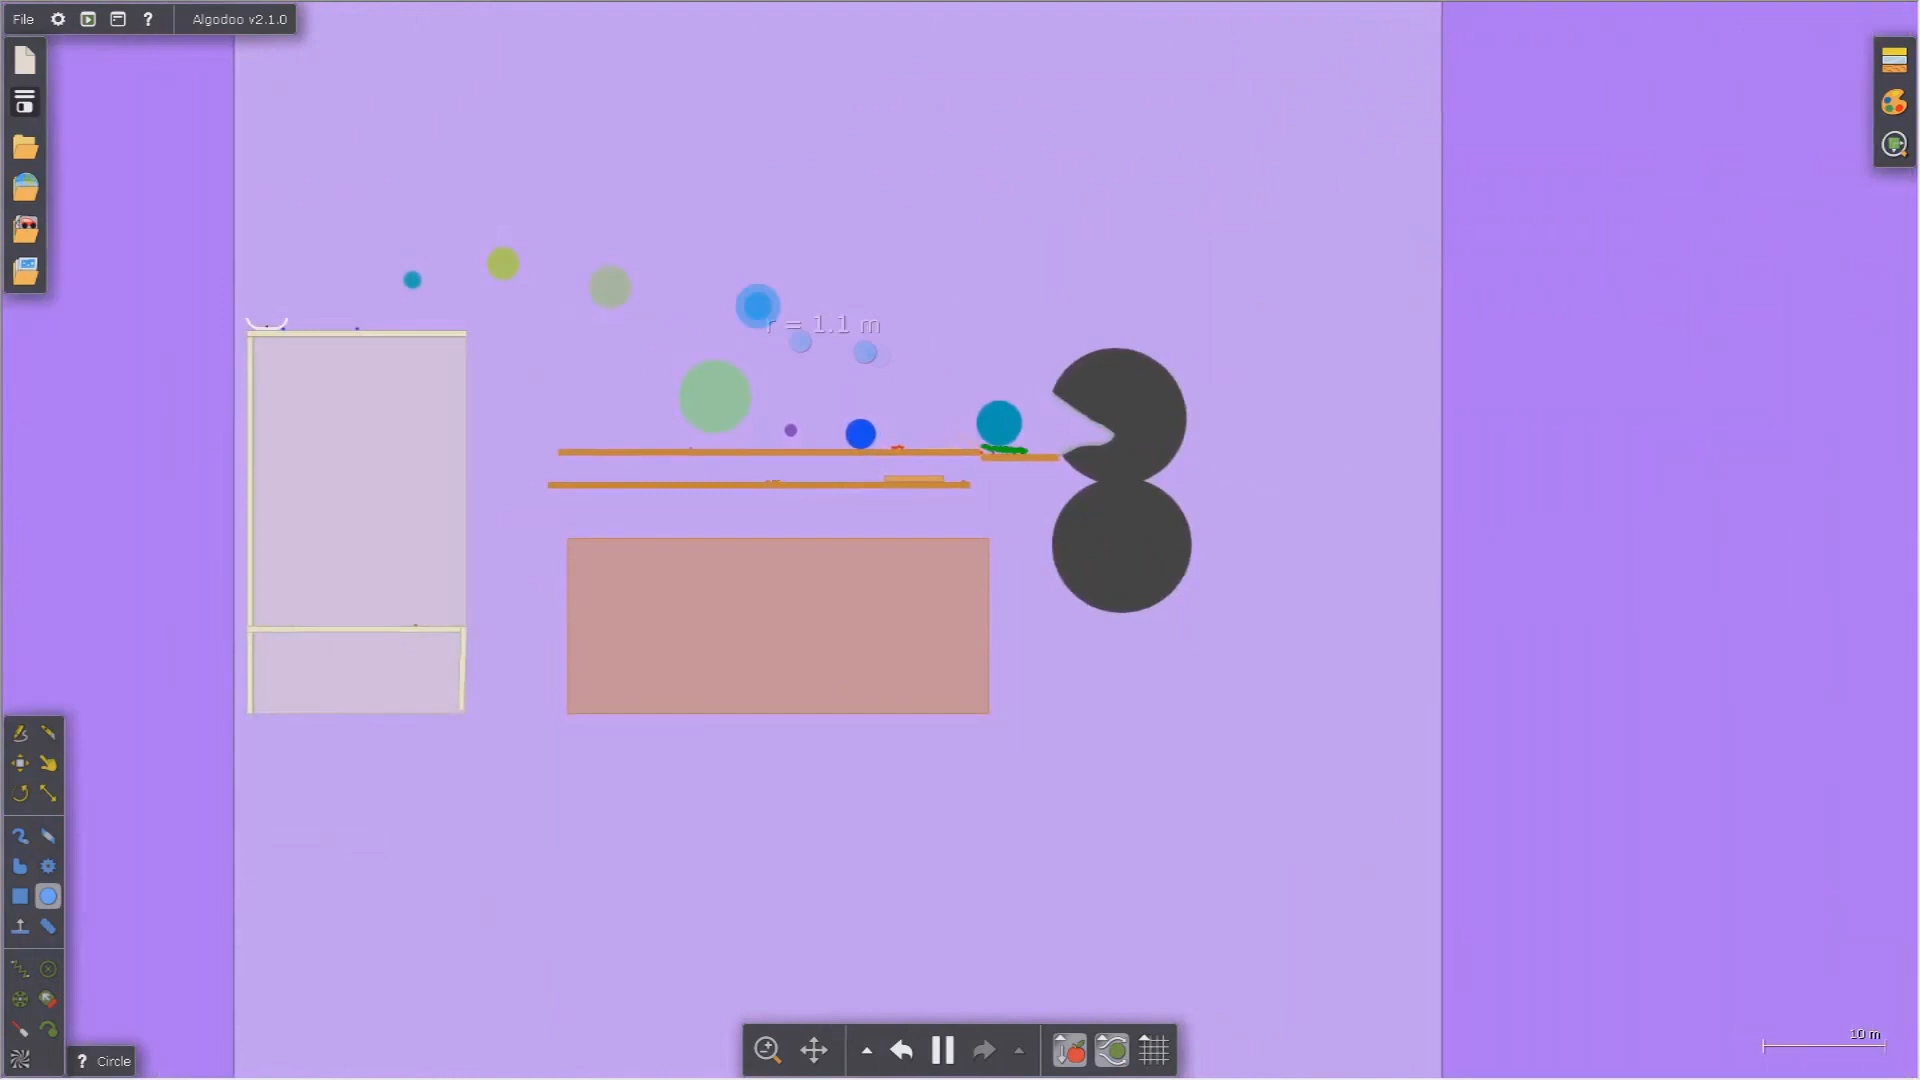 File ? Algodoo v2.1.0
r = 1.1 m
10 m
? Circle